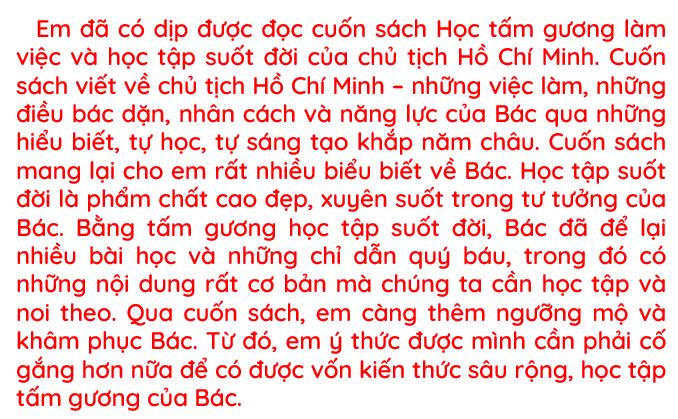 Em đã có dịp được đọc cuốn sách Học tấm gương làm
việc và học tập suốt đời của chủ tịch Hồ Chí Minh. Cuốn
sách viết về chủ tịch Hồ Chí Minh – những việc làm, những
điều bác dặn, nhân cách và năng lực của Bác qua những
hiểu biết, tự học, tự sáng tạo khắp năm châu. Cuốn sách
mang lại cho em rất nhiều biểu biết về Bác. Học tập suốt
đời là phẩm chất cao đẹp, xuyên suốt trong tư tưởng của
Bác. Bằng tấm gương học tập suốt đời, Bác đã để lại
nhiều bài học và những chỉ dẫn quý báu, trong đó có
những nội dung rất cơ bản mà chúng ta cần học tập và
noi theo. Qua cuốn sách, em càng thêm ngưỡng mộ và
khâm phục Bác. Từ đó, em ý thức được mình cần phải cố
gắng hơn nữa để có được vốn kiến thức sâu rộng, học tập
tấm gương của Bác.